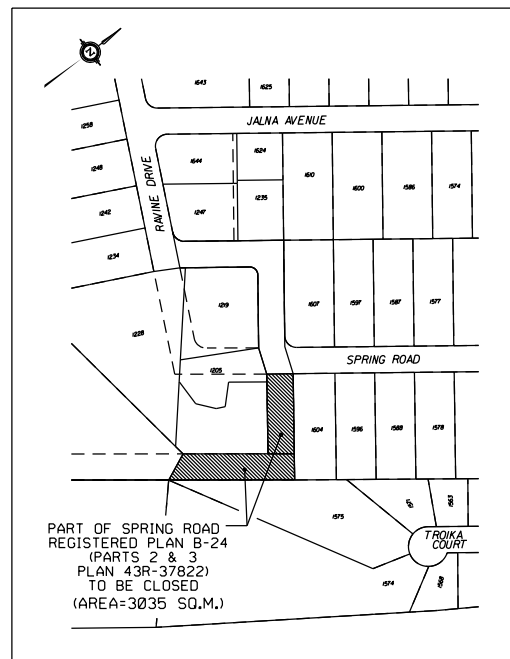 Z
1643
1625
JALNA AVENUE
1258
1248
1242
1234
RAVINE DRIVE
1644
1624
1247
1235
1610
1600
1586
1574
1228
1219
1607
1597
1587
1577
SPRING ROAD
1205
1604
1596
1588
1578
1575
1563
TROIKA
COURT
1574
1568
PART OF SPRING ROAD
REGISTERED PLAN B-24
(PARTS 2 & 3
PLAN 43R-37822)
TO BE CLOSED
(AREA=3035 SQ.M.)